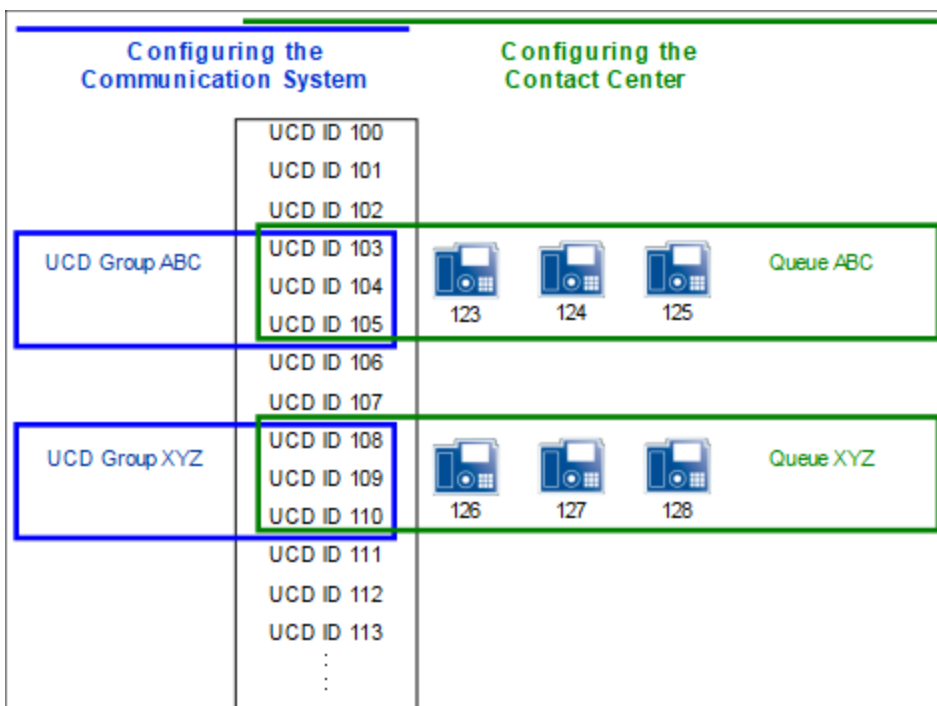 Configuring the
Communication System
Configuring the
Contact Center
UCD ID 100
UCD ID 101
UCD ID 102
UCD Group ABC
UCD ID 103
UCD ID 104
UCD ID 105
123
124
125
Queue ABC
UCD ID 106
UCD ID 107
UCD Group XYZ
UCD ID 108
UCD ID 109
UCD ID 110
126
127
128
Queue XYZ
UCD ID 111
UCD ID 112
UCD ID 113